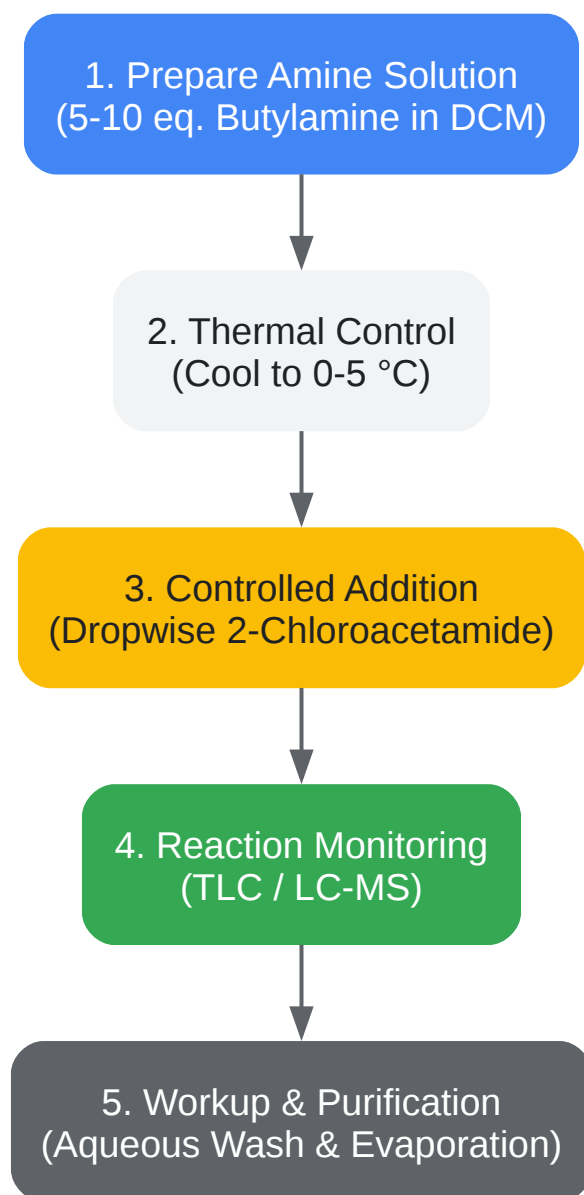 1. Prepare Amine Solution
(5-10 eq. Butylamine in DCM)
2. Thermal Control
(Cool to 0-5 °C)
3. Controlled Addition
(Dropwise 2-Chloroacetamide)
4. Reaction Monitoring
(TLC / LC-MS)
5. Workup & Purification
(Aqueous Wash & Evaporation)